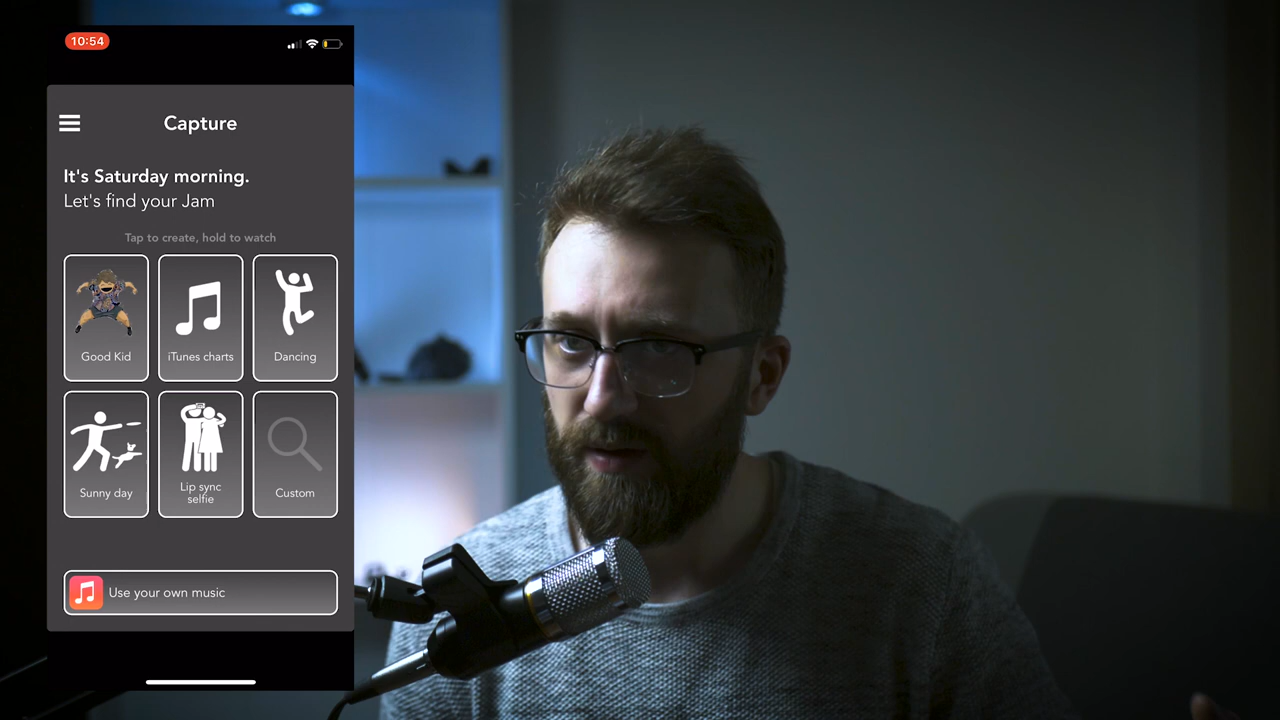 10:54
Capture
It's Saturday morning.
Let's find your Jam
Tap to create, hold to watch
Good Kid
iTunes charts
Dancing
Sunny day
Lip sync
selfie
Custom
Use your own music